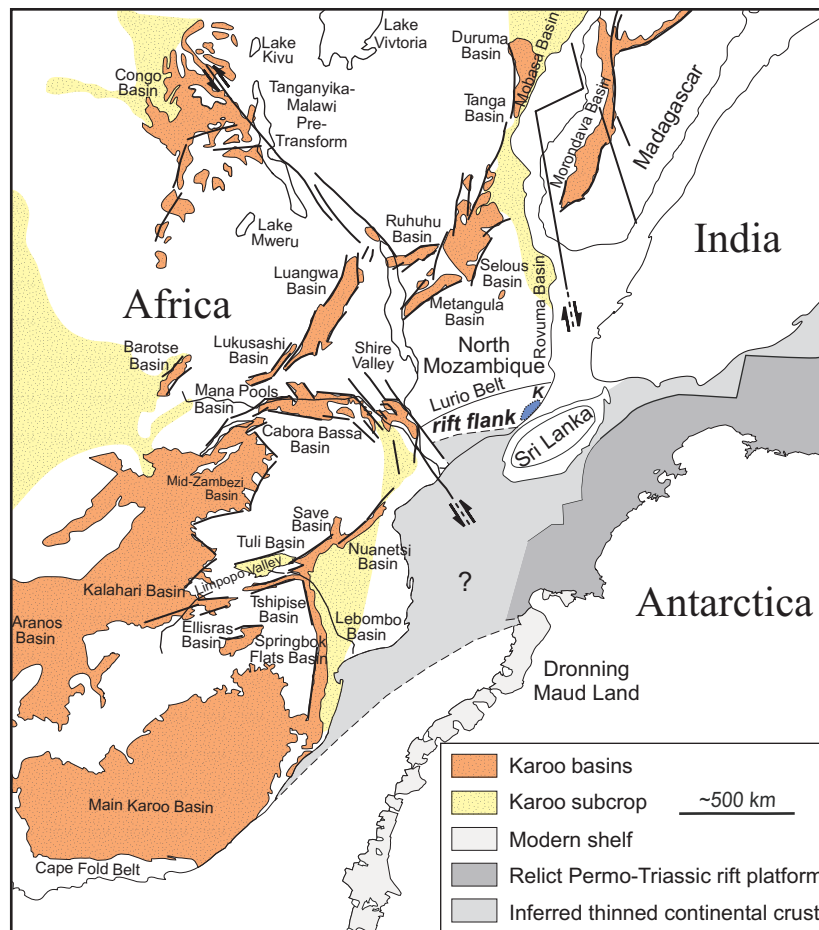 Lake
Kivu
Lake
Vivtoria
Duruma
Basin
Mobasa Basin
Congo
Basin
Tanganyika-
Malawi
Pre-
Transform
Tanga
Basin
Morondava Basin
Madagascar
Lake
Mweru
Ruhuhu
Basin
India
Luangwa
Basin
Selous
Basin
Africa
Metangula
Basin
Rovuma Basin
Lukusashi
Basin
Barotse
Basin
Shire
Valley
North
Mozambique
Mana Pools
Basin
Lurio Belt
K
rift flank
Sri Lanka
Cabora Bassa
Basin
Mid-Zambezi
Basin
Save
Basin
Tuli Basin
Nuanetsi
Basin
Limpopo Valley
?
Kalahari Basin
Antarctica
Aranos
Basin
Tshipise
Basin
Lebombo
Basin
Ellisras
Basin
Springbok
Flats Basin
Dronning
Maud Land
Main Karoo Basin
Cape Fold Belt
Karoo basins
Karoo subcrop
~500 km
Modern shelf
Relict Permo-Triassic rift platform
Inferred thinned continental crust